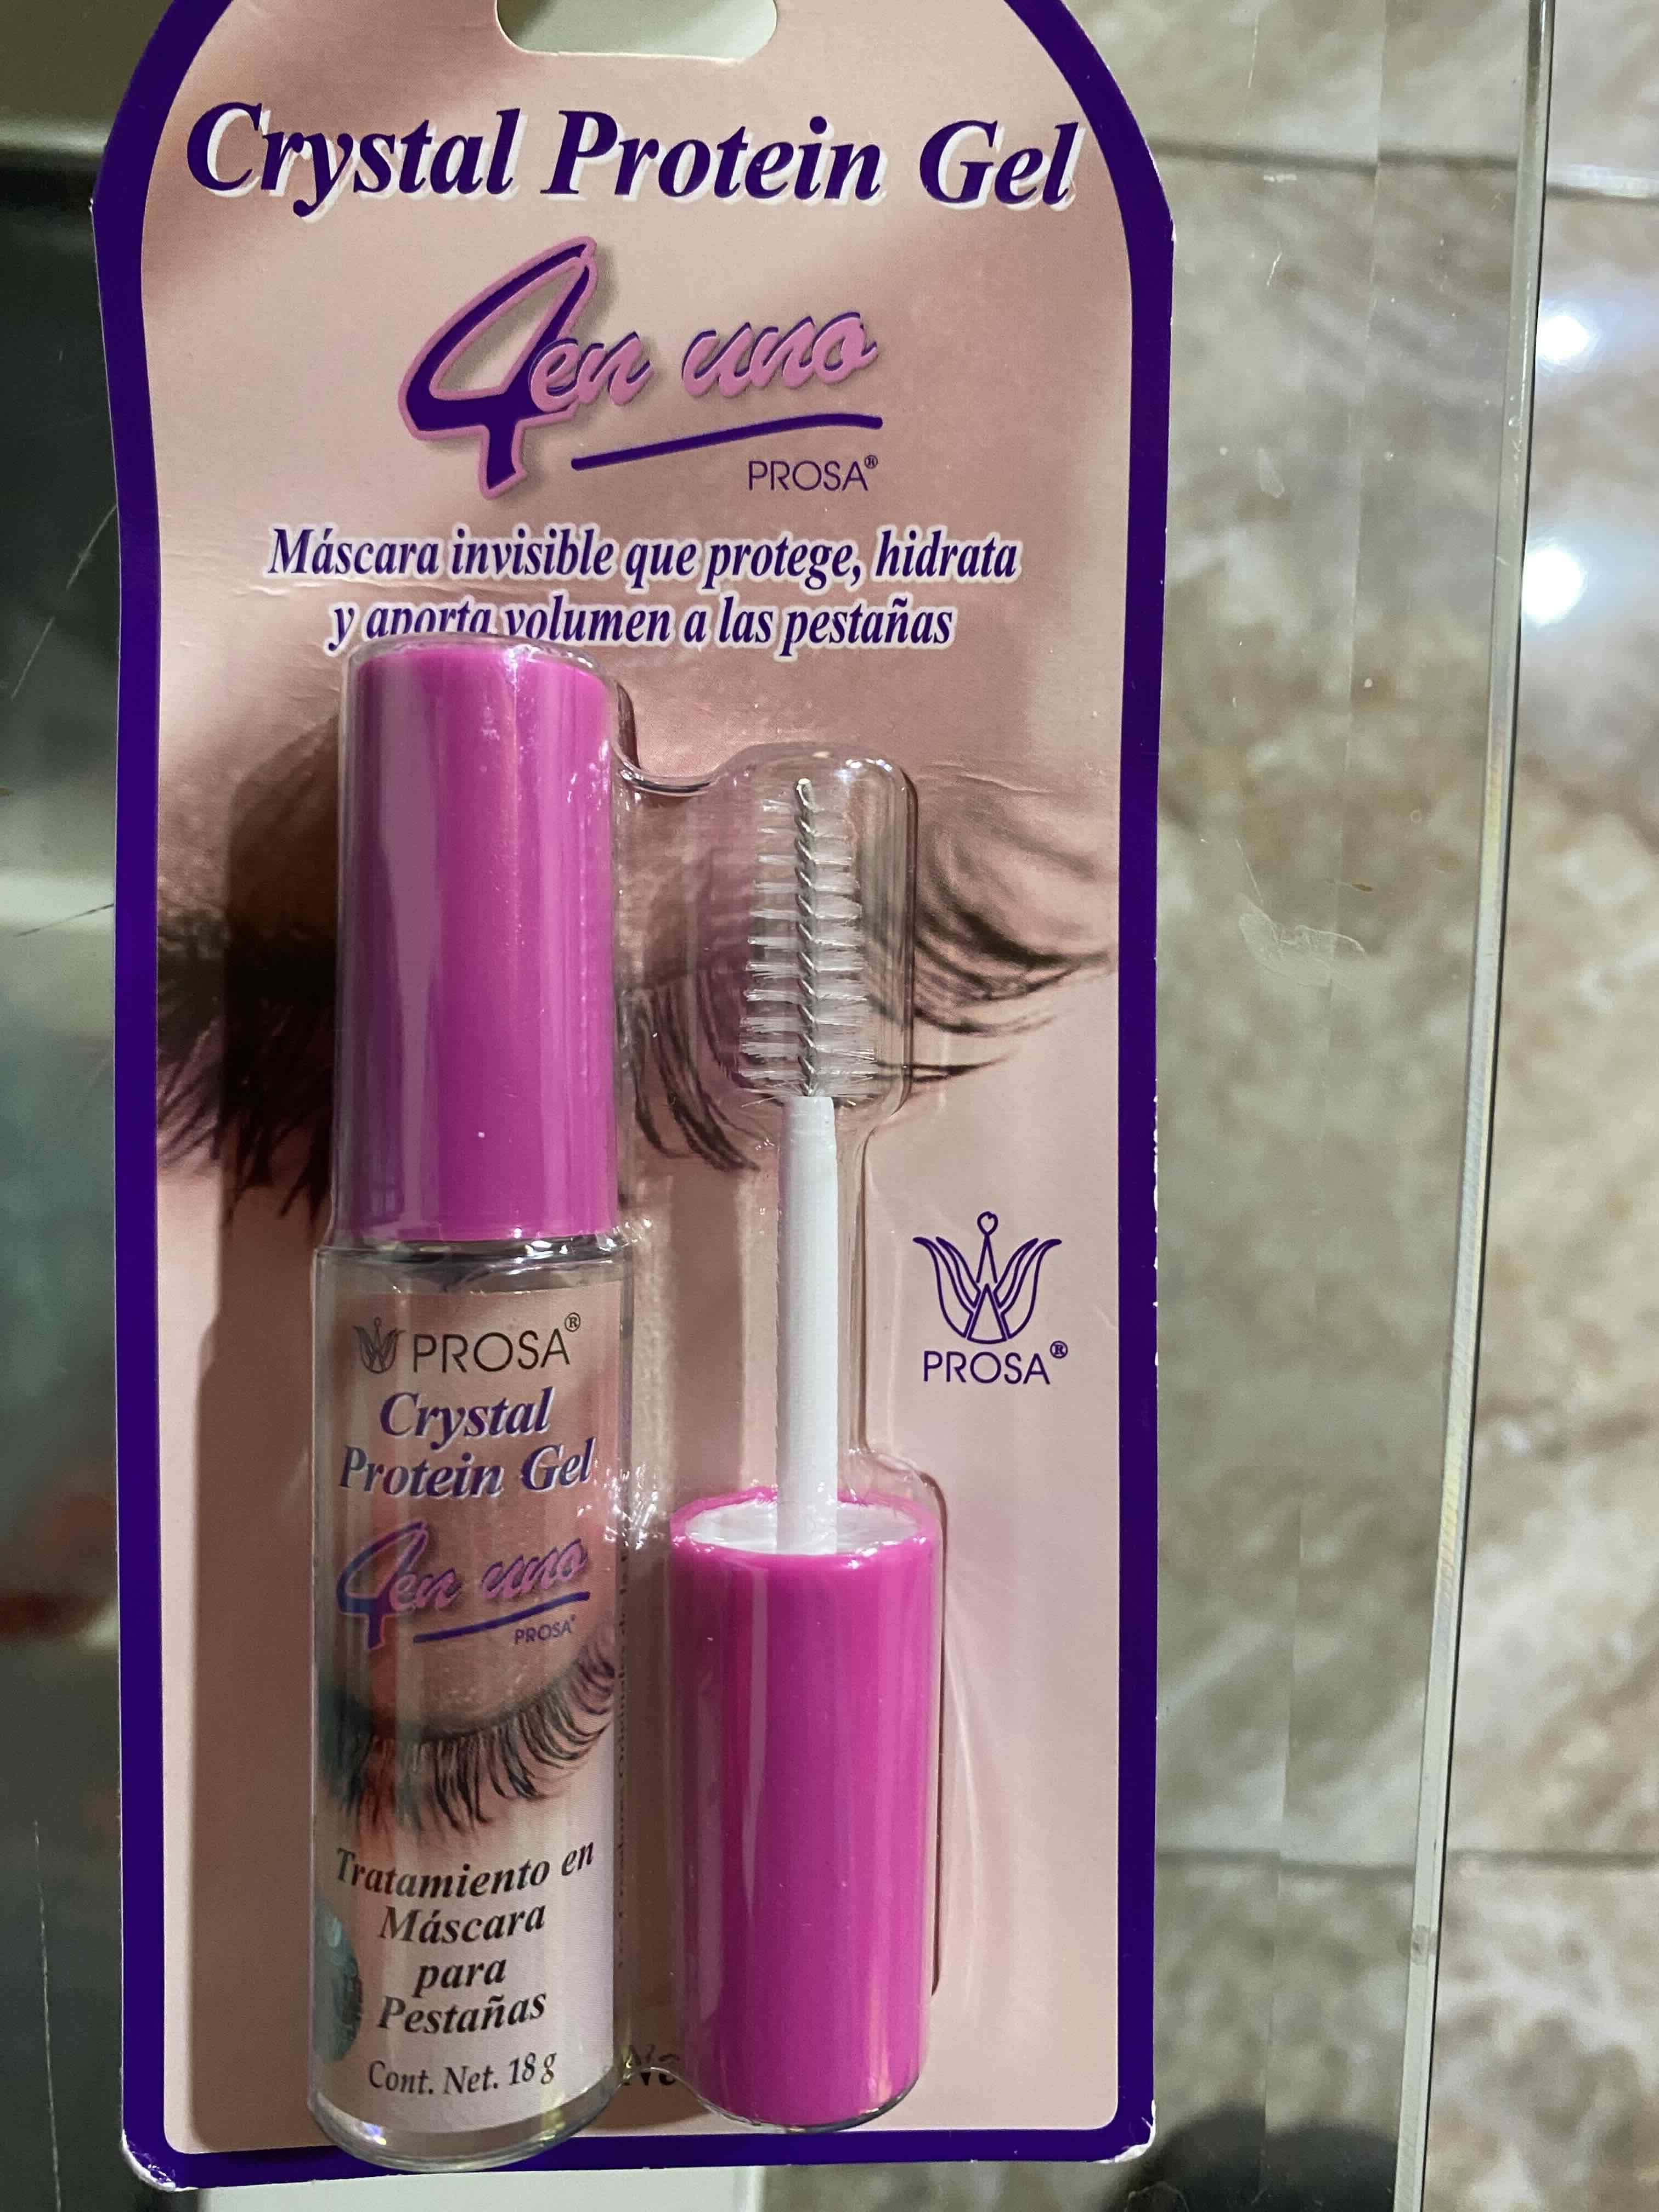 Crystal Protein Gel
4en uno
PROSA®
Máscara invisible que protege, hidrata
y aporta volumen a las pestañas
PROSA®
PROSA®
Crystal
Protein Gel
4en uno
PROSA®
Tratamiento en
Máscara
para
Pestañas
Cont. Net. 18 g